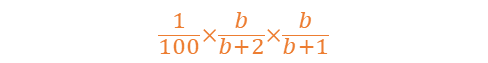 1/100 × b/(b+2) × b/(b+1)